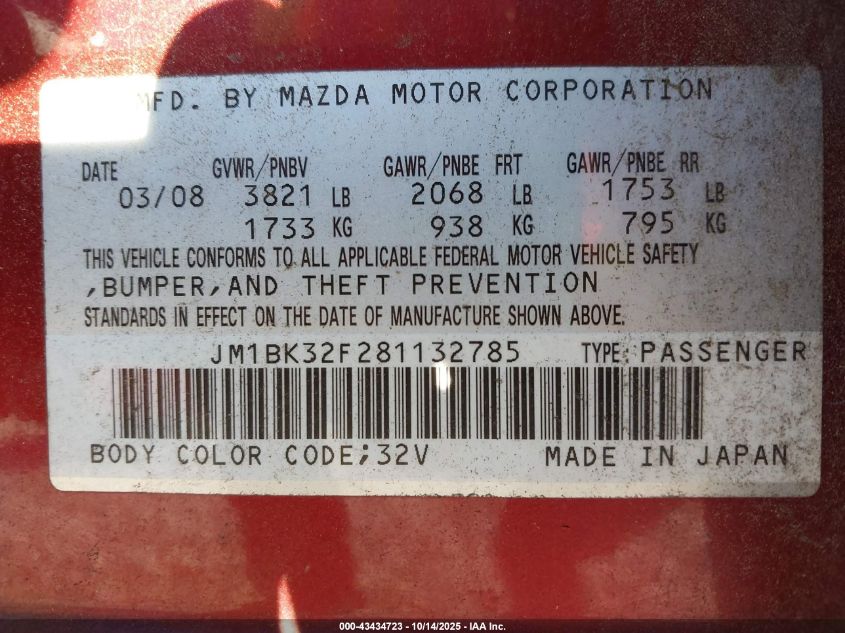 MFD. BY MAZDA MOTOR CORPORATION
DATE GVWR/PNBV GAWR/PNBE FRT GAWR/PNBE RR
03/08 3821 LB 2068 LB 1753 LB
1733 KG 938 KG 795 KG
THIS VEHICLE CONFORMS TO ALL APPLICABLE FEDERAL MOTOR VEHICLE SAFETY
,BUMPER,AND THEFT PREVENTION
STANDARDS IN EFFECT ON THE DATE OF MANUFACTURE SHOWN ABOVE.
JM1BK32F281132785 TYPE: PASSENGER
BODY COLOR CODE;32V MADE IN JAPAN
000-43434723 - 10/14/2025 - IAA Inc.